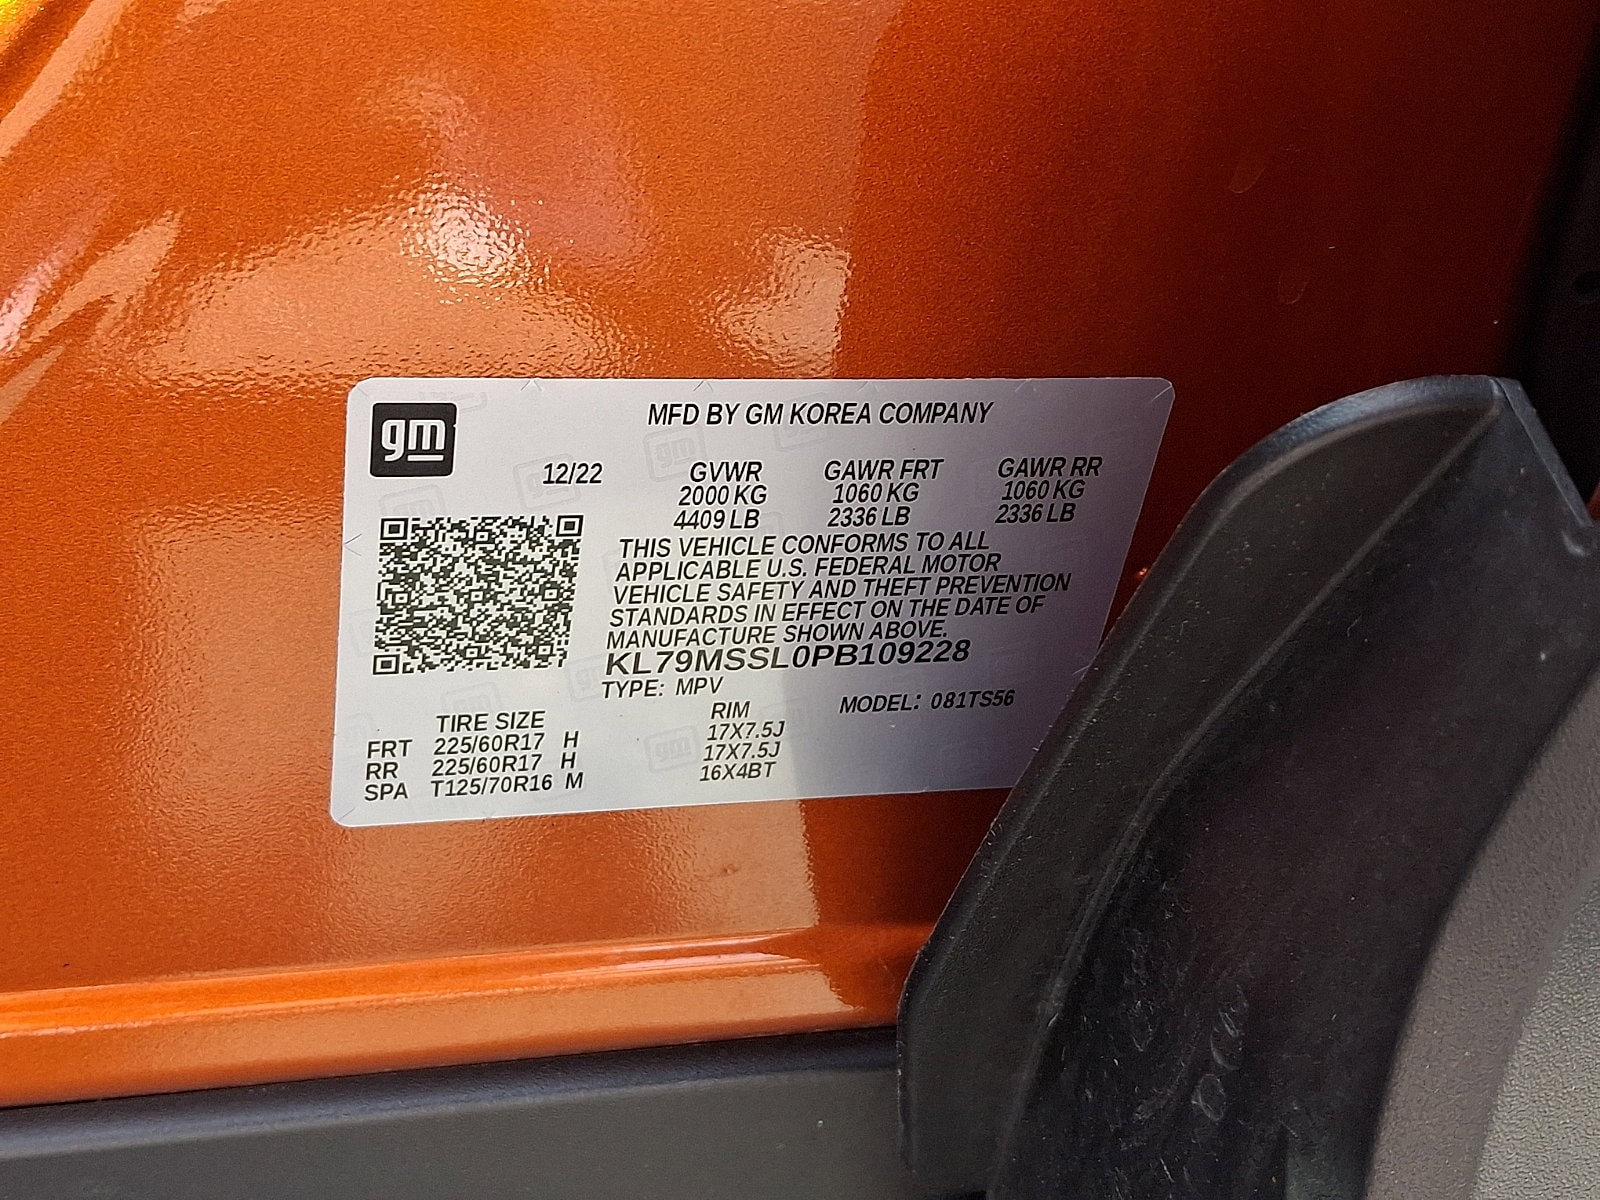 gm
MFD BY GM KOREA COMPANY
12/22 GVWR GAWR FRT GAWR RR
2000 KG 1060 KG 1060 KG
4409 LB 2336 LB 2336 LB
THIS VEHICLE CONFORMS TO ALL
APPLICABLE U.S. FEDERAL MOTOR
VEHICLE SAFETY AND THEFT PREVENTION
STANDARDS IN EFFECT ON THE DATE OF
MANUFACTURE SHOWN ABOVE.
KL79MSSL0PB109228
TYPE: MPV MODEL: 081TS56
TIRE SIZE RIM
FRT 225/60R17 H 17X7.5J
RR 225/60R17 H 17X7.5J
SPA T125/70R16 M 16X4BT